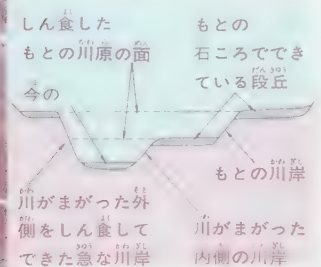 しん食した
もとの川原の面
今の
もとの
石ころででき
ている段丘
もとの川岸
川がまがった外
側をしん食して
できた急な川岸
川がまがった
内側の川岸